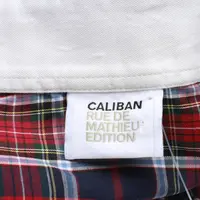 CALIBAN
RUE DE
MATHIEU
EDITION